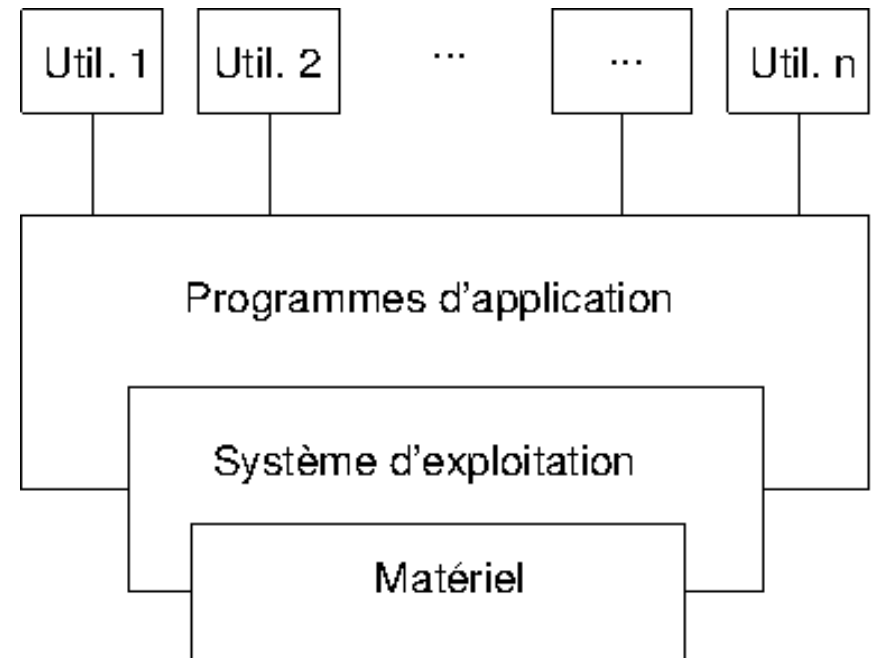 Util. 1 Util. 2 ... ... Util. n
Programmes d'application
Système d'exploitation
Matériel